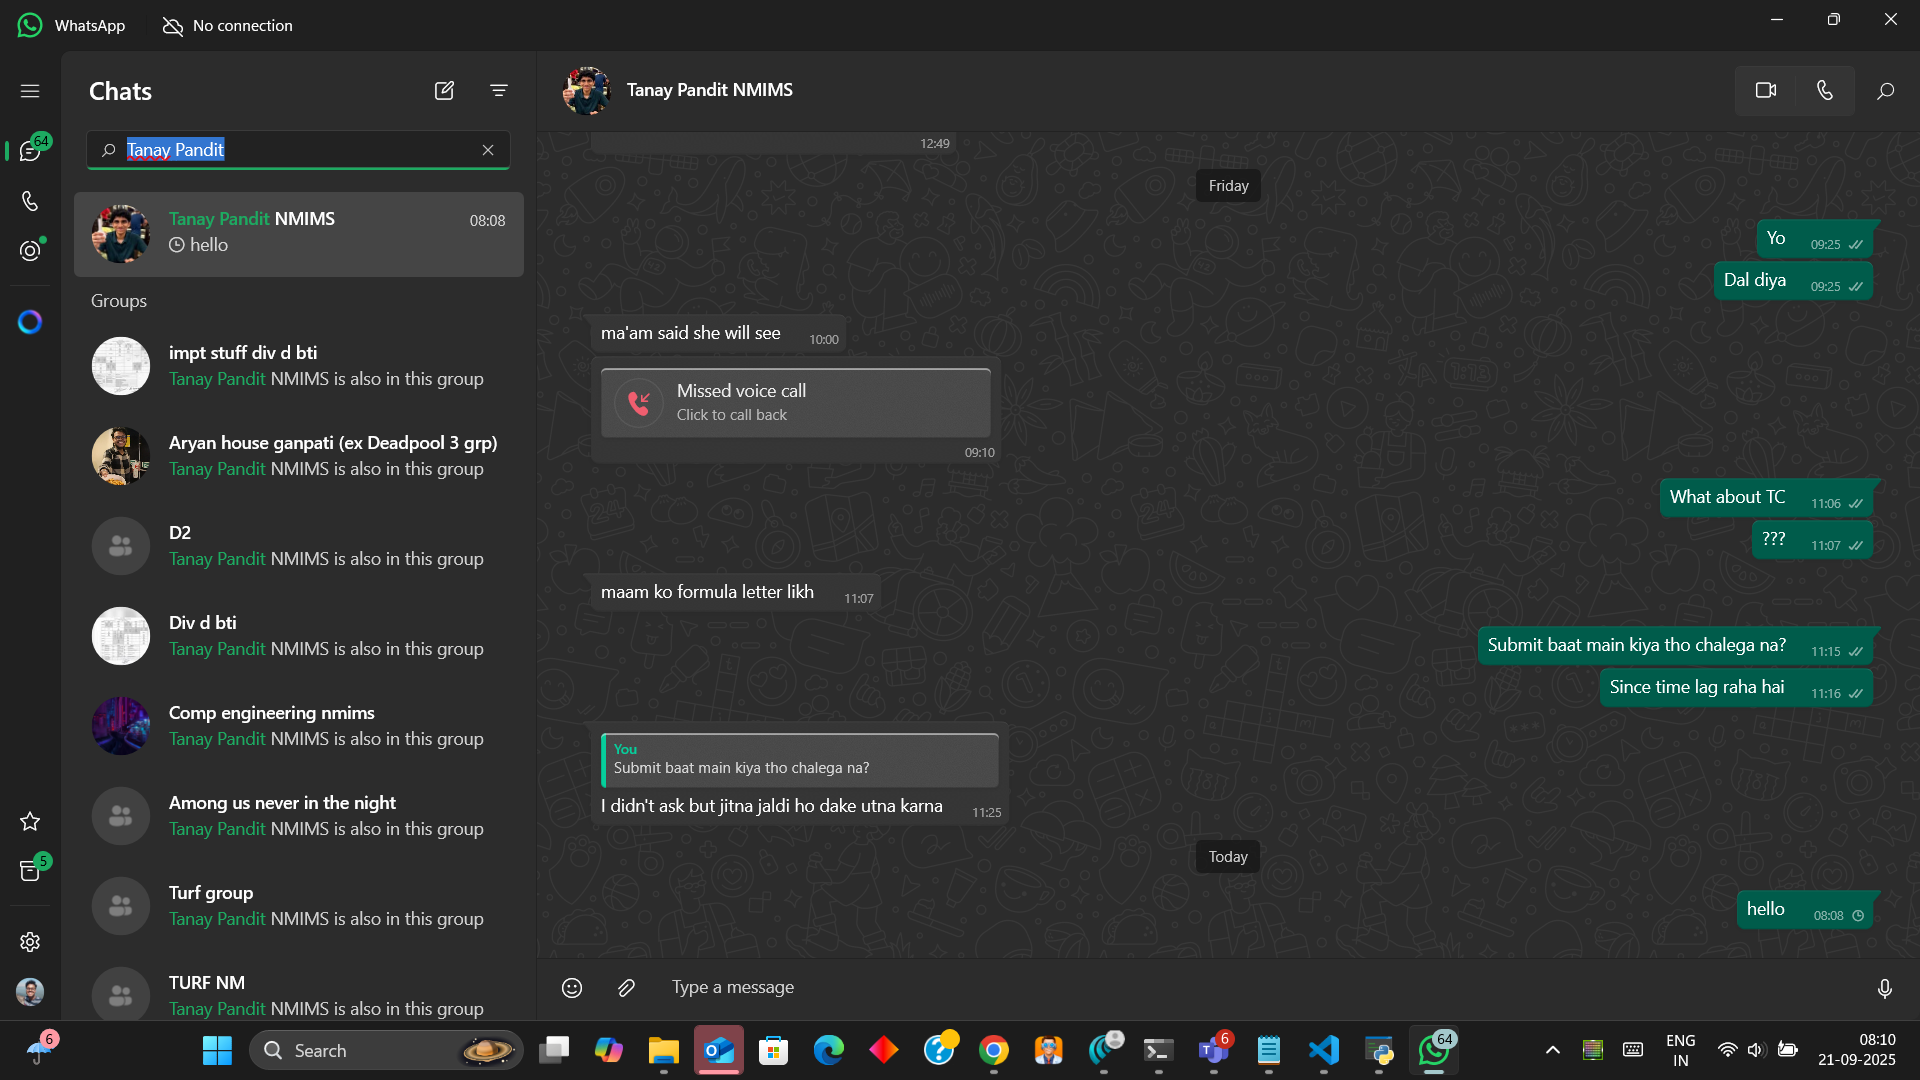 WhatsApp
No connection
Chats
64
Tanay Pandit
Tanay Pandit NMIMS
08:08
hello
Groups
impt stuff div d bti
Tanay Pandit NMIMS is also in this group
Aryan house ganpati (ex Deadpool 3 grp)
Tanay Pandit NMIMS is also in this group
D2
Tanay Pandit NMIMS is also in this group
Div d bti
Tanay Pandit NMIMS is also in this group
Comp engineering nmims
Tanay Pandit NMIMS is also in this group
Among us never in the night
Tanay Pandit NMIMS is also in this group
5
Turf group
Tanay Pandit NMIMS is also in this group
TURF NM
Tanay Pandit NMIMS is also in this group
Tanay Pandit NMIMS
12:49
Friday
Yo 09:25
Dal diya 09:25
ma'am said she will see 10:00
Missed voice call
Click to call back
09:10
What about TC 11:06
??? 11:07
maam ko formula letter likh 11:07
Submit baat main kiya tho chalega na? 11:15
Since time lag raha hai 11:16
You
Submit baat main kiya tho chalega na?
I didn't ask but jitna jaldi ho dake utna karna 11:25
Today
hello 08:08
Type a message
6
Search
6
64
ENG
IN
08:10
21-09-2025